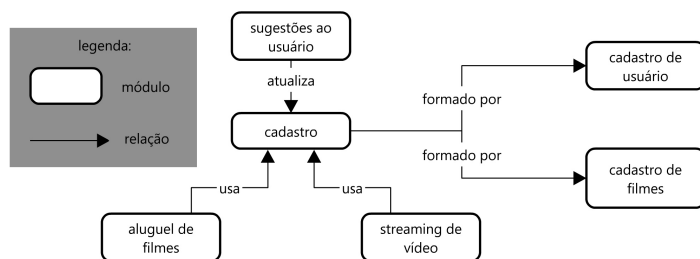 legenda:
módulo
relação
sugestões ao
usuário
atualiza
cadastro
formado por
formado por
cadastro de
usuário
cadastro de
filmes
usa
usa
aluguel de
filmes
streaming de
vídeo